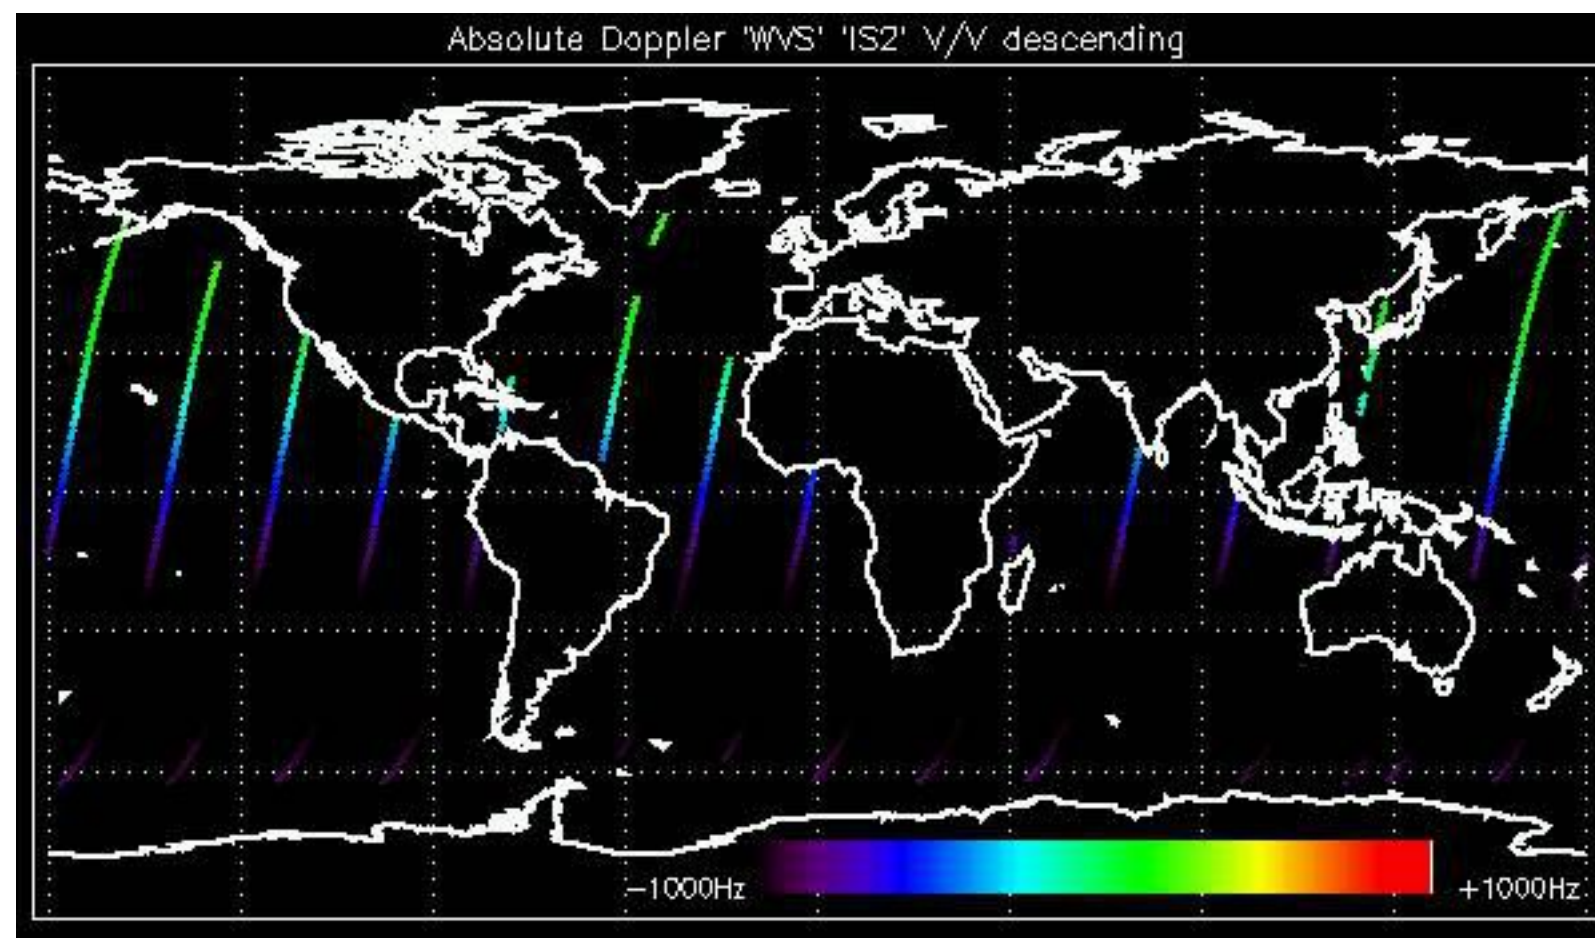 Absolute Doppler 'WVS' 'IS2' V/V descending
−1000Hz
+1000Hz